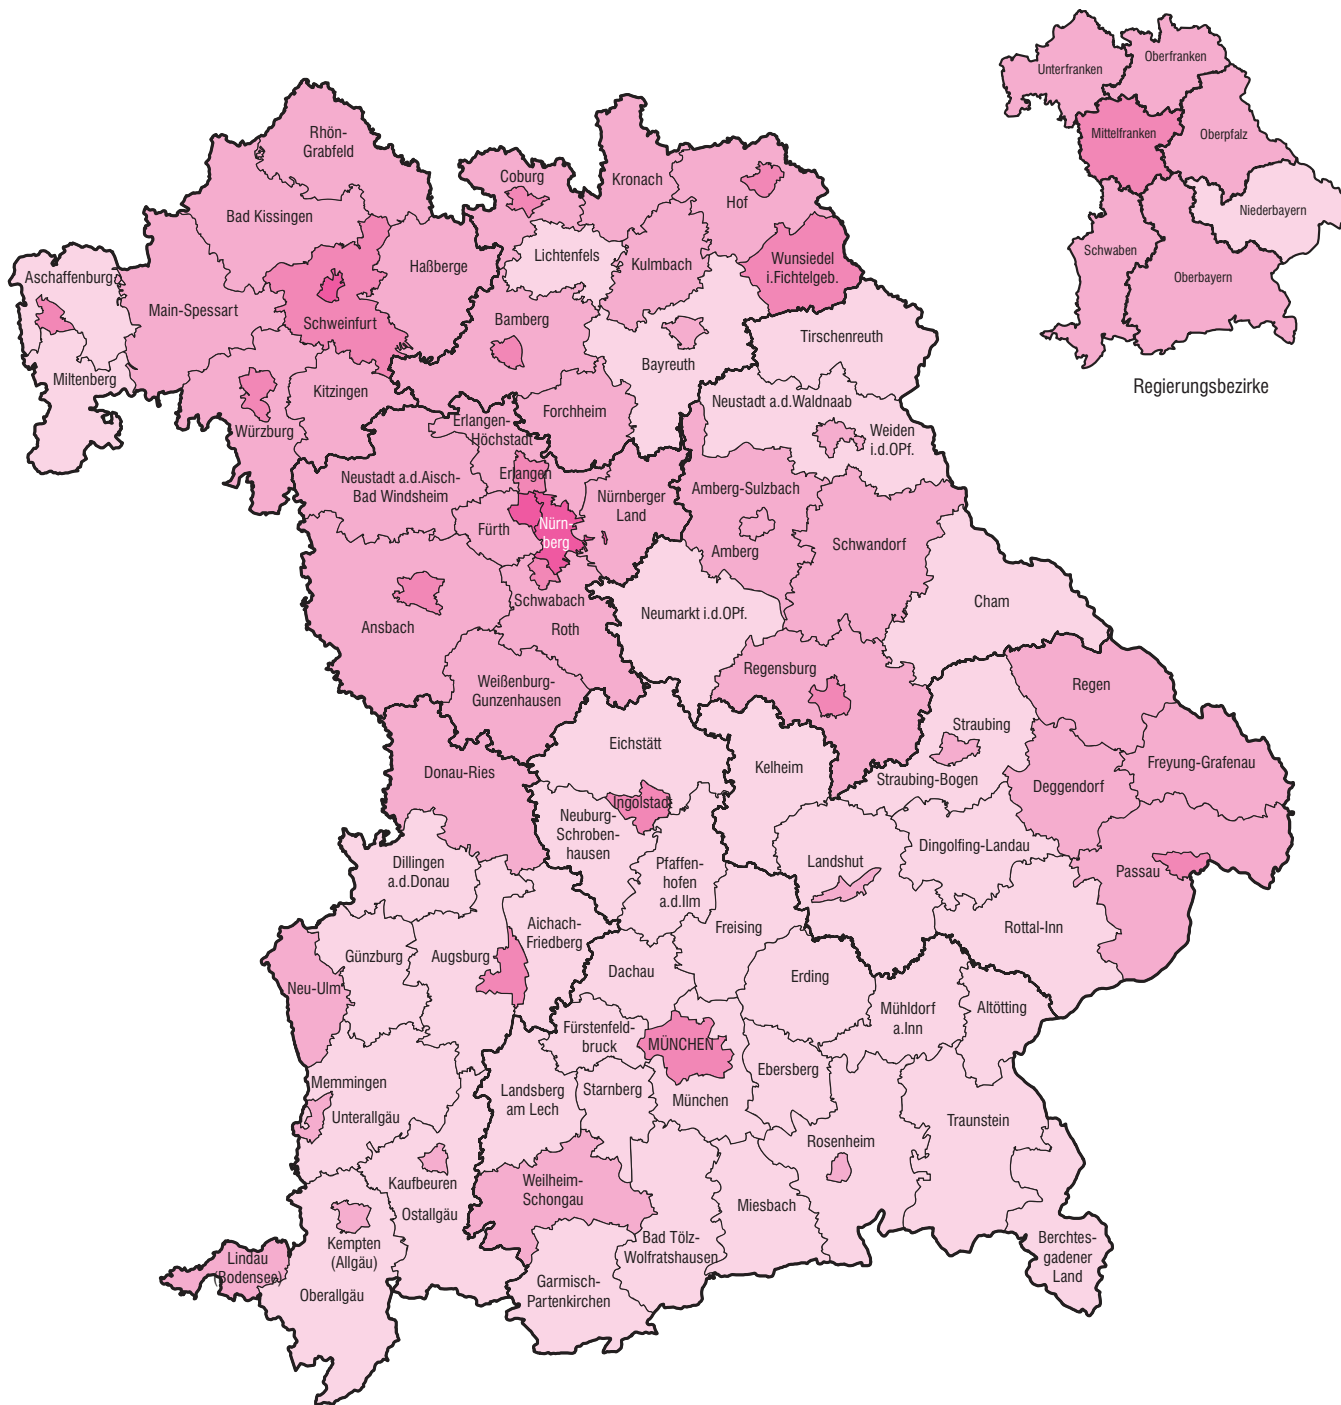 Unterfranken
Oberfranken
Mittelfranken
Oberpfalz
Niederbayern
Schwaben
Oberbayern
Regierungsbezirke
Rhön-
Grabfeld
Coburg
Kronach
Hof
Bad Kissingen
Lichtenfels
Kulmbach
Wunsiedel
i.Fichtelgeb.
Aschaffenburg
Haßberge
Main-Spessart
Schweinfurt
Bamberg
Tirschenreuth
Bayreuth
Miltenberg
Kitzingen
Neustadt a.d.Waldnaab
Würzburg
Forchheim
Erlangen-
Höchstadt
Weiden
i.d.OPf.
Neustadt a.d.Aisch-
Bad Windsheim
Erlangen
Nürnberger
Land
Amberg-Sulzbach
Fürth
Nürn-
berg
Amberg
Schwandorf
Schwabach
Cham
Ansbach
Roth
Neumarkt i.d.OPf.
Weißenburg-
Gunzenhausen
Regensburg
Regen
Straubing
Eichstätt
Kelheim
Donau-Ries
Straubing-Bogen
Deggendorf
Freyung-Grafenau
Ingolstadt
Neuburg-
Schrobenhausen
Dillingen
a.d.Donau
Pfaffen-
hofen
a.d.Ilm
Landshut
Dingolfing-Landau
Passau
Aichach-
Friedberg
Freising
Rottal-Inn
Günzburg
Augsburg
Dachau
Erding
Neu-Ulm
Mühldorf
a.Inn
Altötting
Fürstenfeld-
bruck
MÜNCHEN
Ebersberg
Memmingen
Landsberg
am Lech
Starnberg
München
Unterallgäu
Traunstein
Rosenheim
Kaufbeuren
Weilheim-
Schongau
Miesbach
Ostallgäu
Kempten
(Allgäu)
Bad Tölz-
Wolfratshausen
Berchtes-
gadener
Land
Lindau
(Bodensee)
Oberallgäu
Garmisch-
Partenkirchen